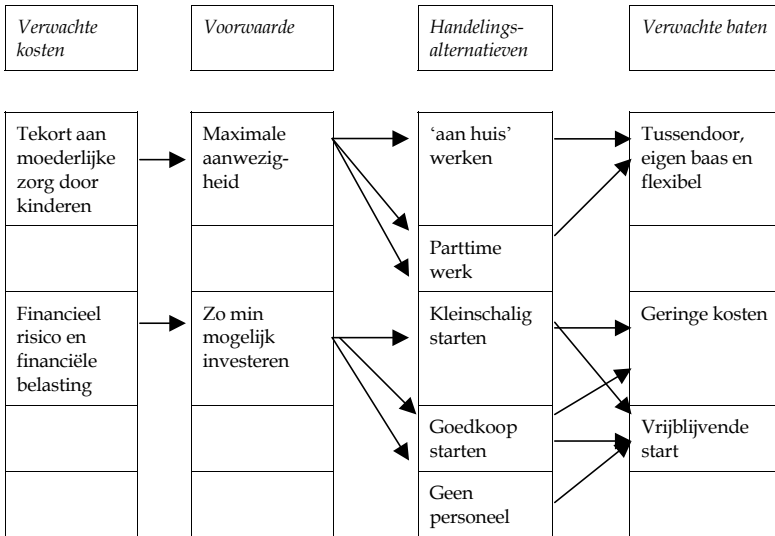 Verwachte
kosten
Voorwaarde
Handelings-
alternatieven
Verwachte baten
Tekort aan
moederlijke
zorg door
kinderen
Maximale
aanwezig-
heid
‘aan huis’
werken
Tussendoor,
eigen baas en
flexibel
Parttime
werk
Financieel
risico en
financiële
belasting
Zo min
mogelijk
investeren
Kleinschalig
starten
Geringe kosten
Goedkoop
starten
Vrijblijvende
start
Geen
personeel